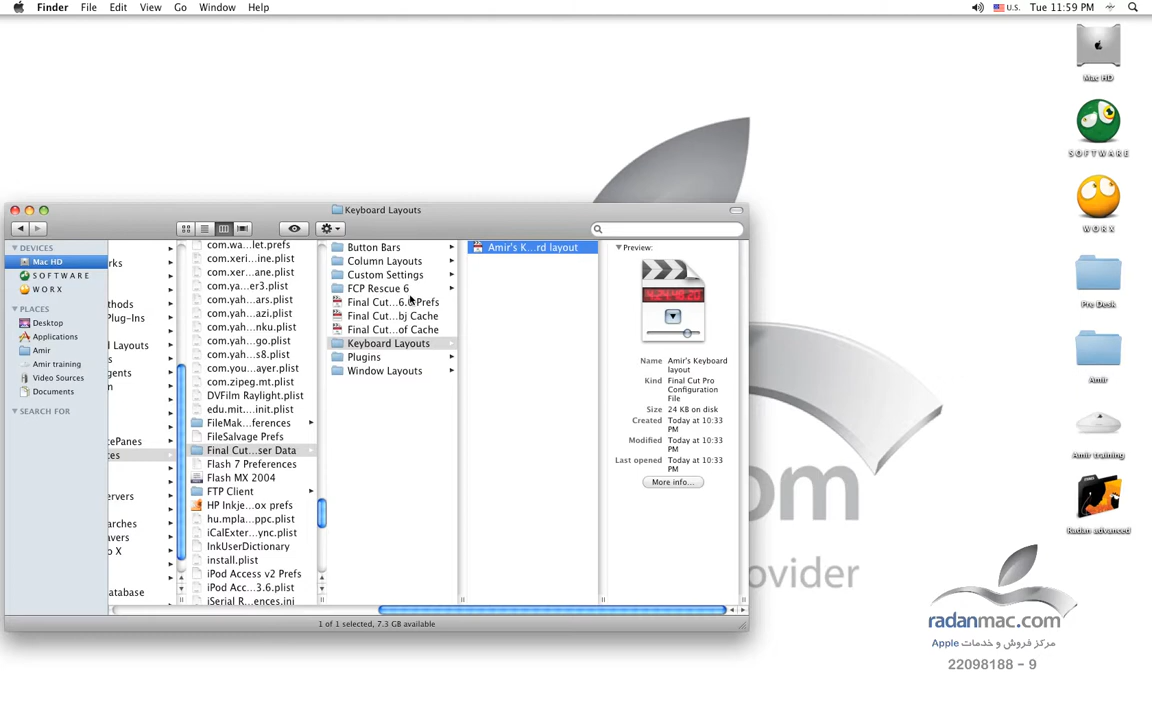 Finder File Edit View Go Window Help
U.S. Tue 11:59 PM
Mac HD
SOFTWARE
WORX
Pre Desk
Amir
Amir training
Radan advanced
Keyboard Layouts
DEVICES
Mac HD
SOFTWARE
WORX
PLACES
Desktop
Applications
Amir
Amir training
Video Sources
Documents
SEARCH FOR
rks
thods
Plug-Ins
Layouts
s
n
ePanes
ces
ervers
arches
avers
o X
atabase
com.wa...let.prefs
com.xeri...ine.plist
com.xer...ane.plist
com.ya...er3.plist
com.yah...ars.plist
com.yah...azi.plist
com.yah...nku.plist
com.yah...go.plist
com.yah...s8.plist
com.you...ayer.plist
com.zipeg.mt.plist
DVFilm Raylight.plist
edu.mit...init.plist
FileMak...ferences
FileSalvage Prefs
Final Cut...ser Data
Flash 7 Preferences
Flash MX 2004
FTP Client
HP Inkje...ox prefs
hu.mpla...ppc.plist
iCalExter...ync.plist
InkUserDictionary
install.plist
iPod Access v2 Prefs
iPod Acc...3.6.plist
iSerial R...ences.ini
Button Bars
Column Layouts
Custom Settings
FCP Rescue 6
Final Cut...6.0 Prefs
Final Cut...bj Cache
Final Cut...of Cache
Keyboard Layouts
Plugins
Window Layouts
Amir's K...rd layout
Preview:
Name Amir's Keyboard layout
Kind Final Cut Pro Configuration File
Size 24 KB on disk
Created Today at 10:33 PM
Modified Today at 10:33 PM
Last opened Today at 10:33 PM
More info...
1 of 1 selected, 7.3 GB available
om
ovider
radanmac.com
مرکز فروش و خدمات Apple
22098188 - 9